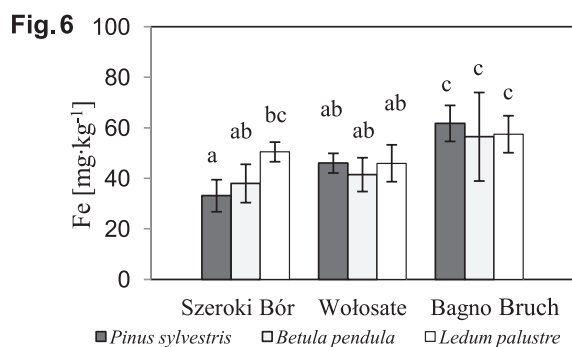 Fig. 6
100
80
60
40
20
0
Fe [mg·kg⁻¹]
a ab bc ab ab ab c c c
Szeroki Bór Wołosate Bagno Bruch
Pinus sylvestris Betula pendula Ledum palustre